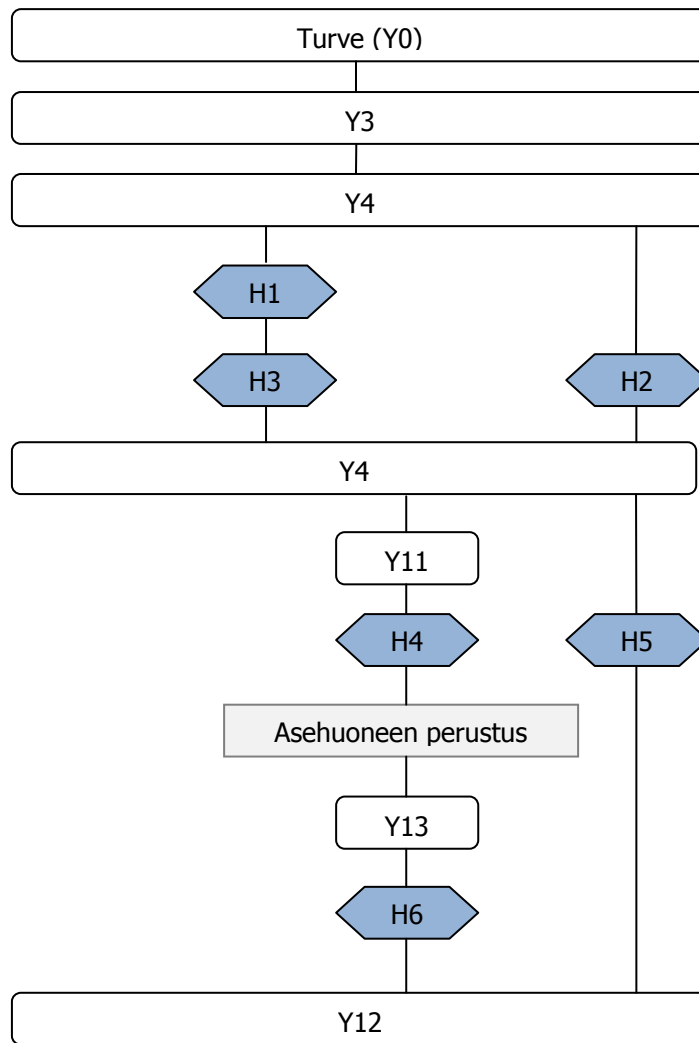 Turve (Y0)
Y3
Y4
H1
H3
H2
Y4
Y11
H4
H5
Asehuoneen perustus
Y13
H6
Y12